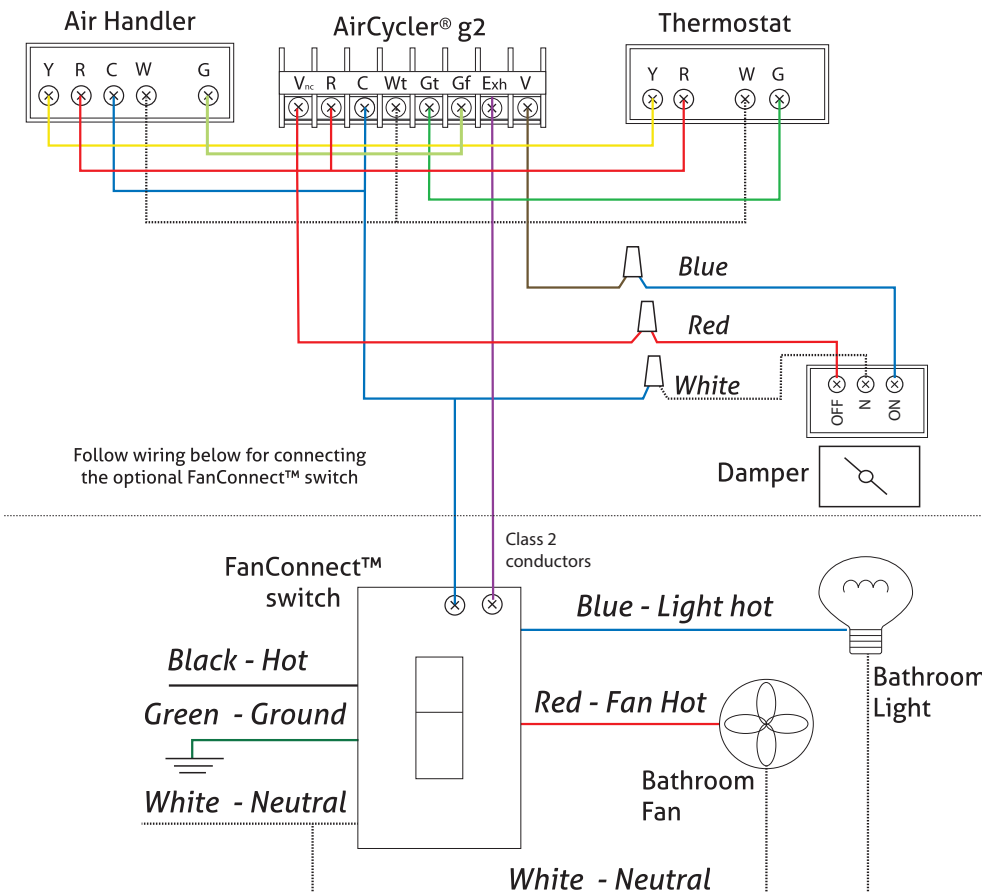 Air Handler
AirCycler® g2
Thermostat
Y R C W G
Vnc R C Wt Gt Gf Exh V
Y R W G
Blue
Red
White
OFF
N
ON
Damper
Follow wiring below for connecting
the optional FanConnect™ switch
Class 2
conductors
FanConnect™
switch
Blue - Light hot
Black - Hot
Bathroom
Light
Green - Ground
Red - Fan Hot
Bathroom
Fan
White - Neutral
White - Neutral